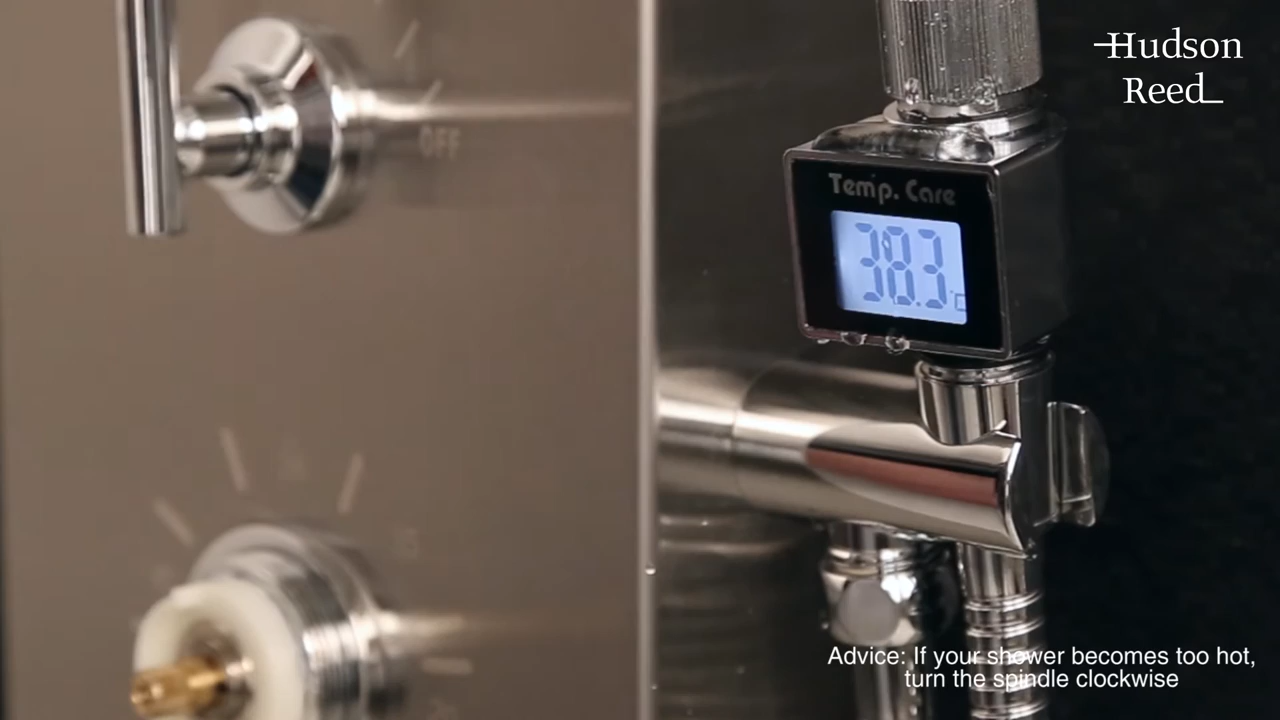 Hudson
Reed
OFF
Temp. Care
38.3°C
Advice: If your shower becomes too hot,
turn the spindle clockwise